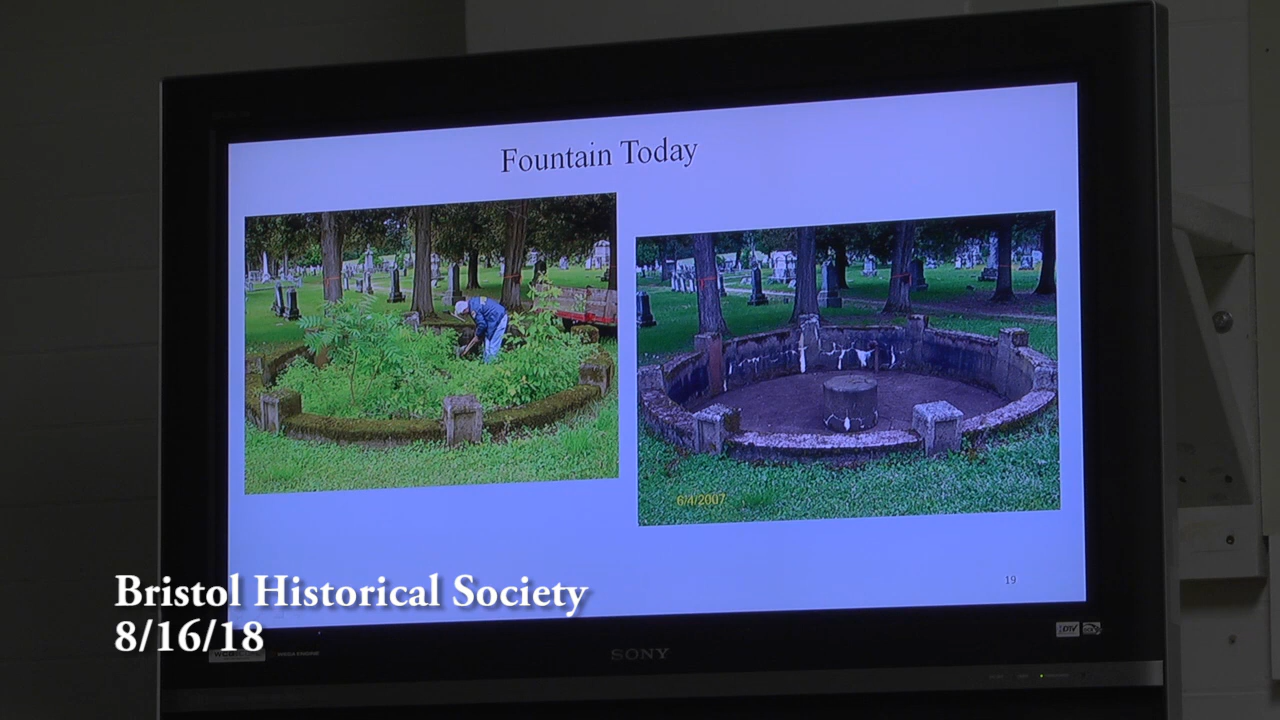 Fountain Today
6/4/2007
19
Bristol Historical Society
8/16/18
SONY